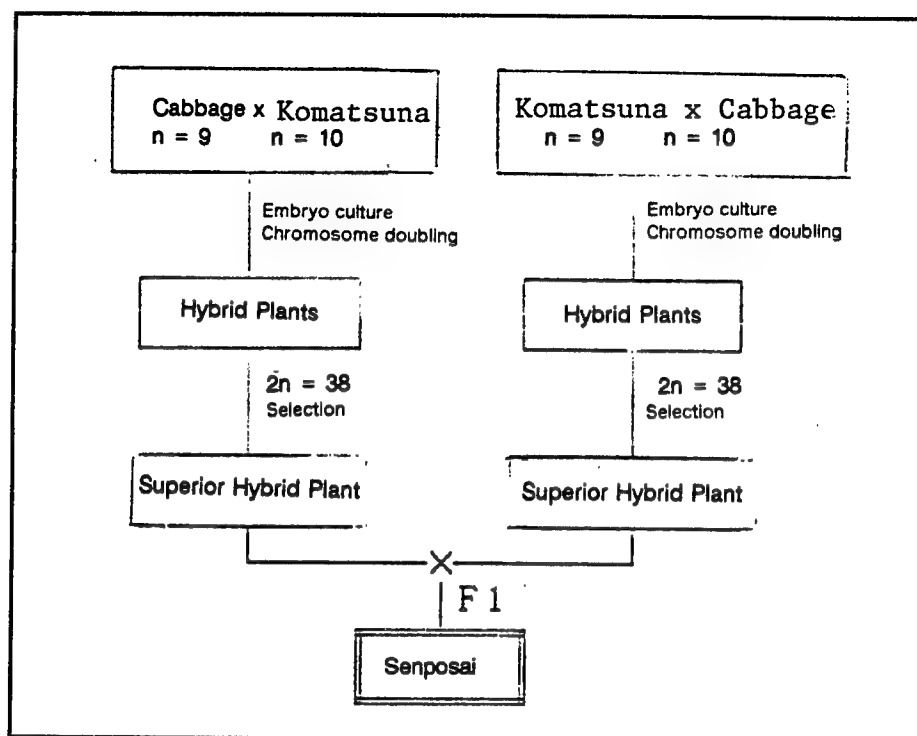 Cabbage x Komatsuna
n = 9 n = 10
Embryo culture
Chromosome doubling
Hybrid Plants
2n = 38
Selection
Superior Hybrid Plant
Komatsuna x Cabbage
n = 9 n = 10
Embryo culture
Chromosome doubling
Hybrid Plants
2n = 38
Selection
Superior Hybrid Plant
X
F 1
Senposai